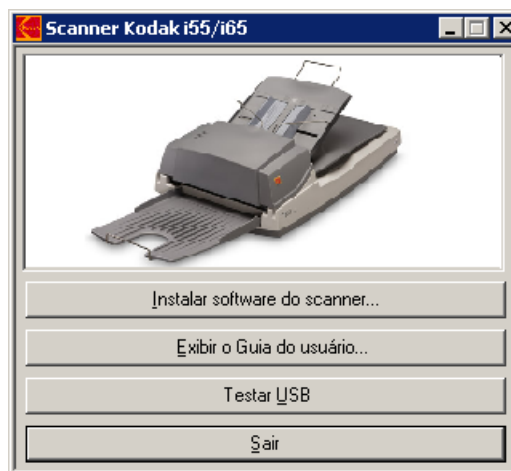 Scanner Kodak i55/i65
Instalar software do scanner...
Exibir o Guia do usuário...
Testar USB
Sair